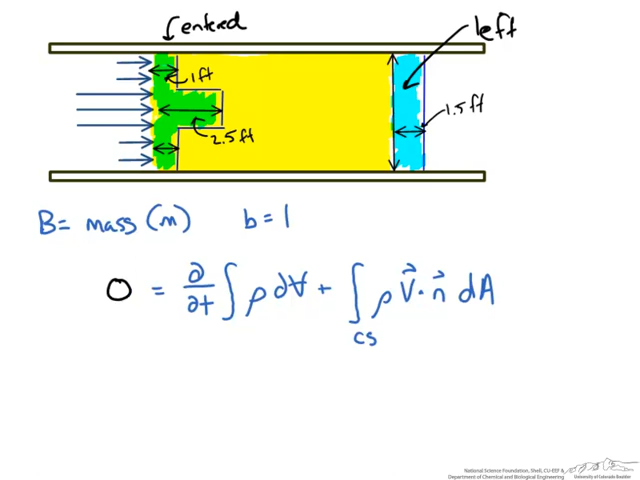 entered
left
1 ft
1.5 ft
2.5 ft
B = mass (m)   b = 1
0 = ∂/∂t ∫ ρ dV + ∫ ρ V⃗ · n⃗ dA
CS
National Science Foundation, Shell, CU-EEF &
Department of Chemical and Biological Engineering
University of Colorado Boulder